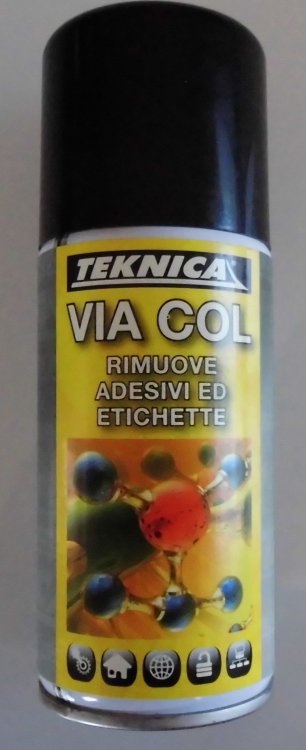 TEKNICA
VIA COL
RIMUOVE
ADESIVI ED
ETICHETTE